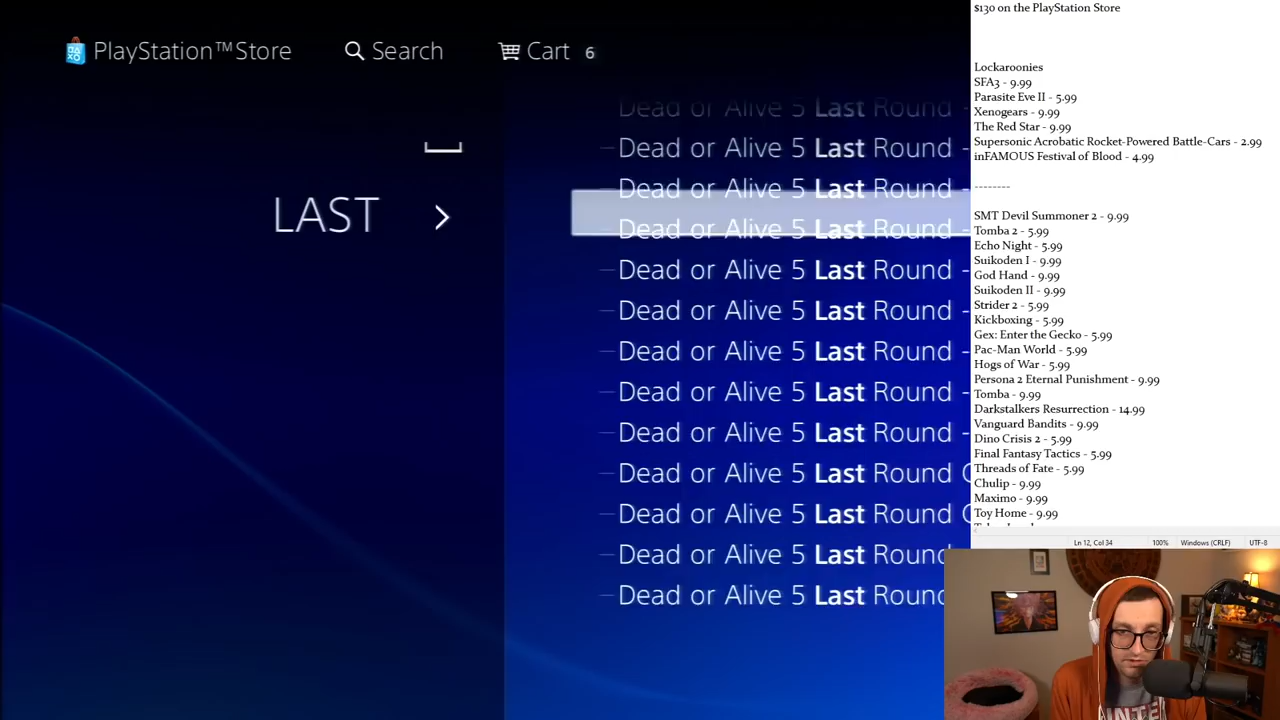 PlayStation™Store
Search
Cart 6
LAST
Dead or Alive 5 Last Round -
Dead or Alive 5 Last Round -
Dead or Alive 5 Last Round -
Dead or Alive 5 Last Round -
Dead or Alive 5 Last Round -
Dead or Alive 5 Last Round -
Dead or Alive 5 Last Round -
Dead or Alive 5 Last Round -
Dead or Alive 5 Last Round -
Dead or Alive 5 Last Round
Dead or Alive 5 Last Round
Dead or Alive 5 Last Round
Dead or Alive 5 Last Round
$130 on the PlayStation Store
Lockaroonies
SFA3 - 9.99
Parasite Eve II - 5.99
Xenogears - 9.99
The Red Star - 9.99
Supersonic Acrobatic Rocket-Powered Battle-Cars - 2.99
inFAMOUS Festival of Blood - 4.99
--------
SMT Devil Summoner 2 - 9.99
Tomba 2 - 5.99
Echo Night - 5.99
Suikoden I - 9.99
God Hand - 9.99
Suikoden II - 9.99
Strider 2 - 5.99
Kickboxing - 5.99
Gex: Enter the Gecko - 5.99
Pac-Man World - 5.99
Hogs of War - 5.99
Persona 2 Eternal Punishment - 9.99
Tomba - 9.99
Darkstalkers Resurrection - 14.99
Vanguard Bandits - 9.99
Dino Crisis 2 - 5.99
Final Fantasy Tactics - 5.99
Threads of Fate - 5.99
Chulip - 9.99
Maximo - 9.99
Toy Home - 9.99
Ln 12, Col 34
100%
Windows (CRLF)
UTF-8